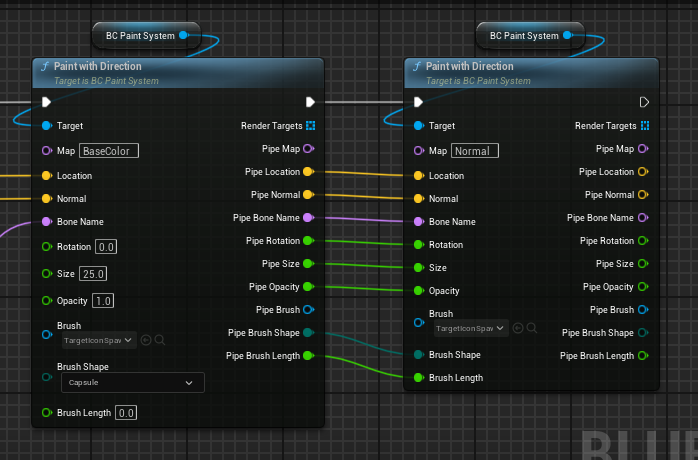 BC Paint System
BC Paint System
f Paint with Direction
Target is BC Paint System
Target
Render Targets
Map BaseColor
Pipe Map
Location
Pipe Location
Normal
Pipe Normal
Bone Name
Pipe Bone Name
Rotation 0.0
Pipe Rotation
Size 25.0
Pipe Size
Opacity 1.0
Pipe Opacity
Brush
Pipe Brush
TargetIconSpav
Pipe Brush Shape
Brush Shape
Pipe Brush Length
Capsule
Brush Length 0.0
f Paint with Direction
Target is BC Paint System
Target
Render Targets
Map Normal
Pipe Map
Location
Pipe Location
Normal
Pipe Normal
Bone Name
Pipe Bone Name
Rotation
Pipe Rotation
Size
Pipe Size
Opacity
Pipe Opacity
Brush
Pipe Brush
TargetIconSpav
Pipe Brush Shape
Brush Shape
Pipe Brush Length
Brush Length